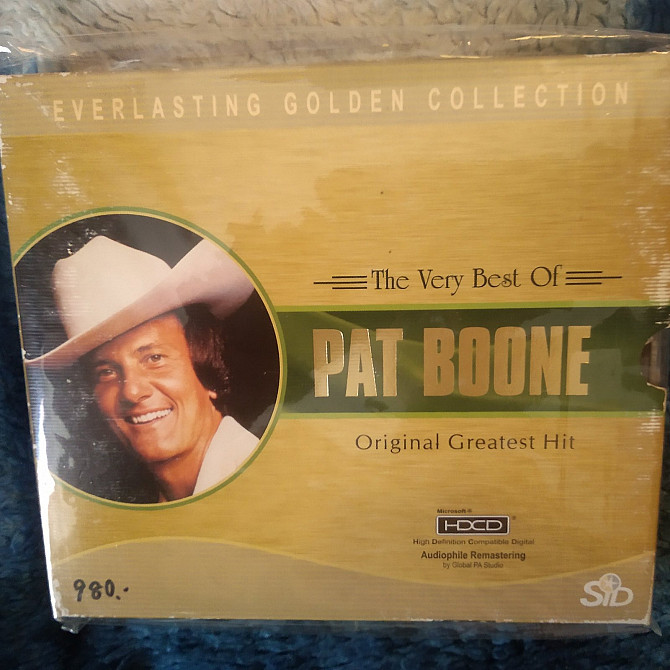 EVERLASTING GOLDEN COLLECTION
The Very Best Of
PAT BOONE
Original Greatest Hit
Microsoft®
HDCD®
High Definition Compatible Digital
Audiophile Remastering
by Global PA Studio
980.-
SID